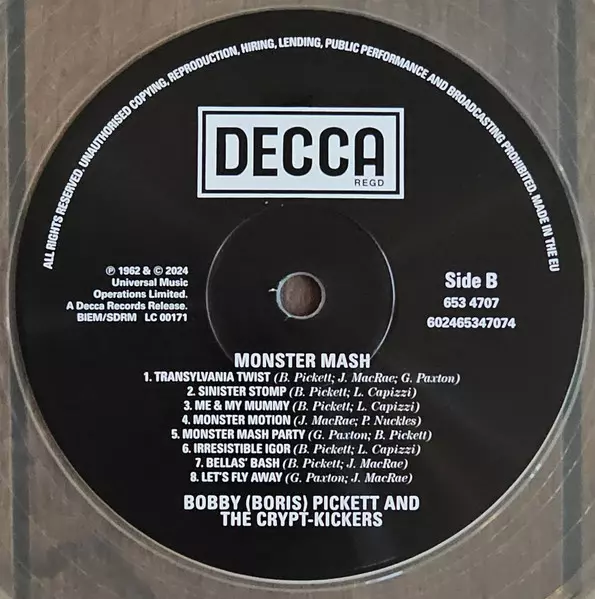 ALL RIGHTS RESERVED. UNAUTHORISED COPYING, REPRODUCTION, HIRING, LENDING, PUBLIC PERFORMANCE AND BROADCASTING PROHIBITED. MADE IN THE EU
DECCA
REGD
℗ 1962 & © 2024
Universal Music
Operations Limited.
A Decca Records Release.
BIEM/SDRM LC 00171
Side B
653 4707
602465347074
MONSTER MASH
1. TRANSYLVANIA TWIST (B. Pickett; J. MacRae; G. Paxton)
2. SINISTER STOMP (B. Pickett; L. Capizzi)
3. ME & MY MUMMY (B. Pickett; L. Capizzi)
4. MONSTER MOTION (J. MacRae; P. Nuckles)
5. MONSTER MASH PARTY (G. Paxton; B. Pickett)
6. IRRESISTIBLE IGOR (B. Pickett; L. Capizzi)
7. BELLAS' BASH (B. Pickett; J. MacRae)
8. LET'S FLY AWAY (G. Paxton; J. MacRae)
BOBBY (BORIS) PICKETT AND
THE CRYPT-KICKERS